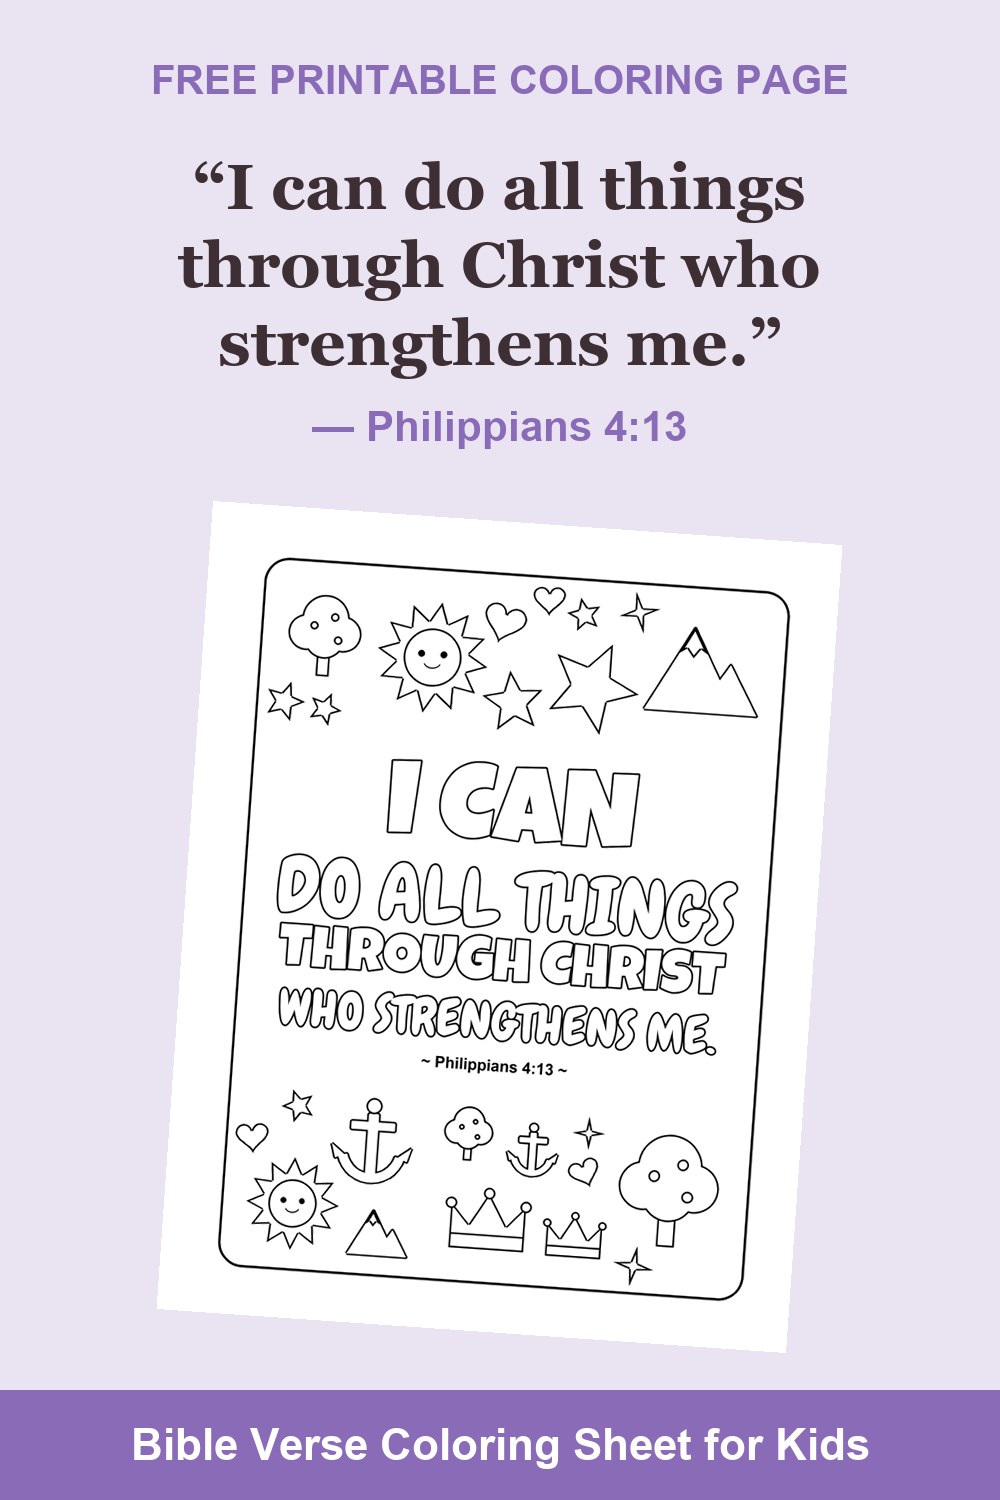 FREE PRINTABLE COLORING PAGE
“I can do all things
through Christ who
strengthens me.”
— Philippians 4:13
I CAN
DO ALL THINGS
THROUGH CHRIST
WHO STRENGTHENS ME.
~ Philippians 4:13 ~
Bible Verse Coloring Sheet for Kids